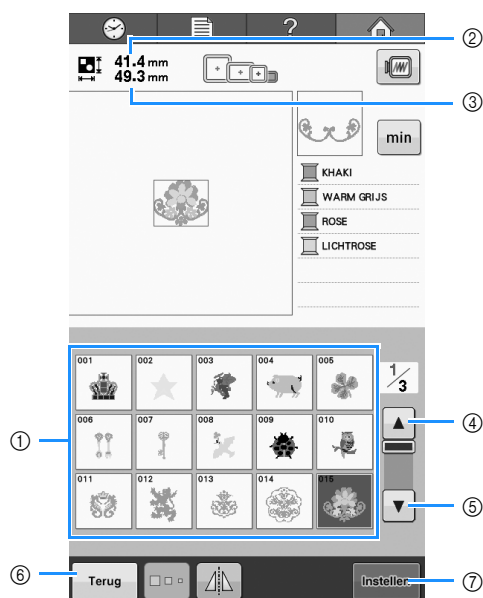 ?
②
41.4 mm
49.3 mm
③
min
KHAKI
WARM GRIJS
ROSE
LICHTROSE
001 002 003 004 005
1/3
006 007 008 009 010
①
④
011 012 013 014 015
⑤
⑥
Terug
Instellen
⑦